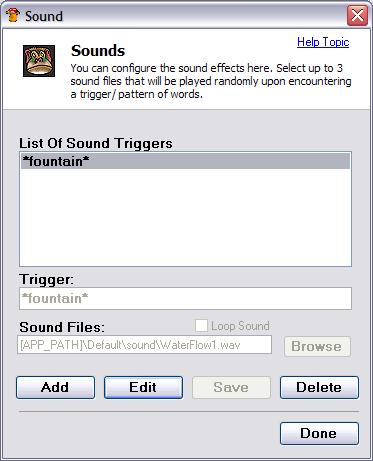 Sound
Help Topic
Sounds
You can configure the sound effects here. Select up to 3
sound files that will be played randomly upon encountering
a trigger/ pattern of words.
List Of Sound Triggers
*fountain*
Trigger:
*fountain*
Sound Files:
Loop Sound
[APP_PATH]\Default\sound\WaterFlow1.wav
Browse
Add
Edit
Save
Delete
Done